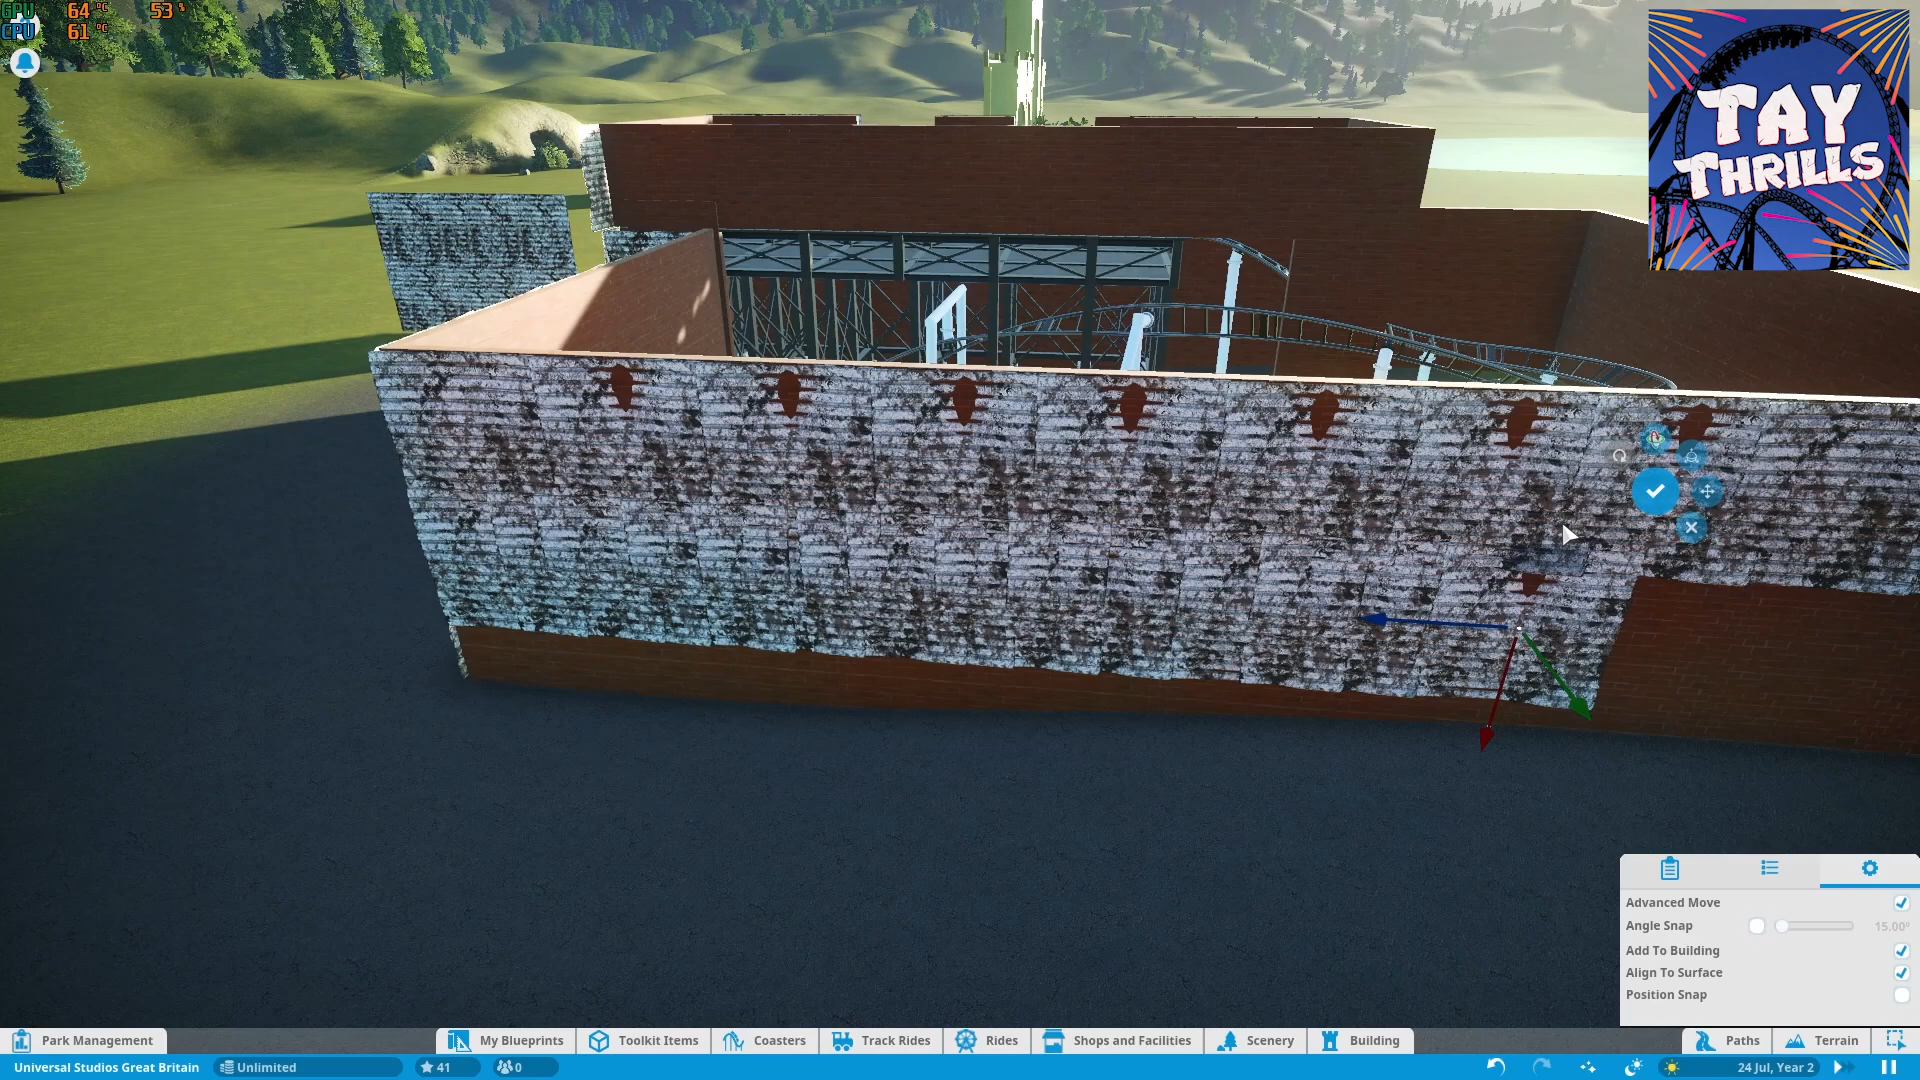 GPU 64 °C 53 %
CPU 61 °C
TAY
THRILLS
Advanced Move
Angle Snap 15.00°
Add To Building
Align To Surface
Position Snap
Park Management
My Blueprints
Toolkit Items
Coasters
Track Rides
Rides
Shops and Facilities
Scenery
Building
Paths
Terrain
Universal Studios Great Britain
Unlimited
41
0
24 Jul, Year 2